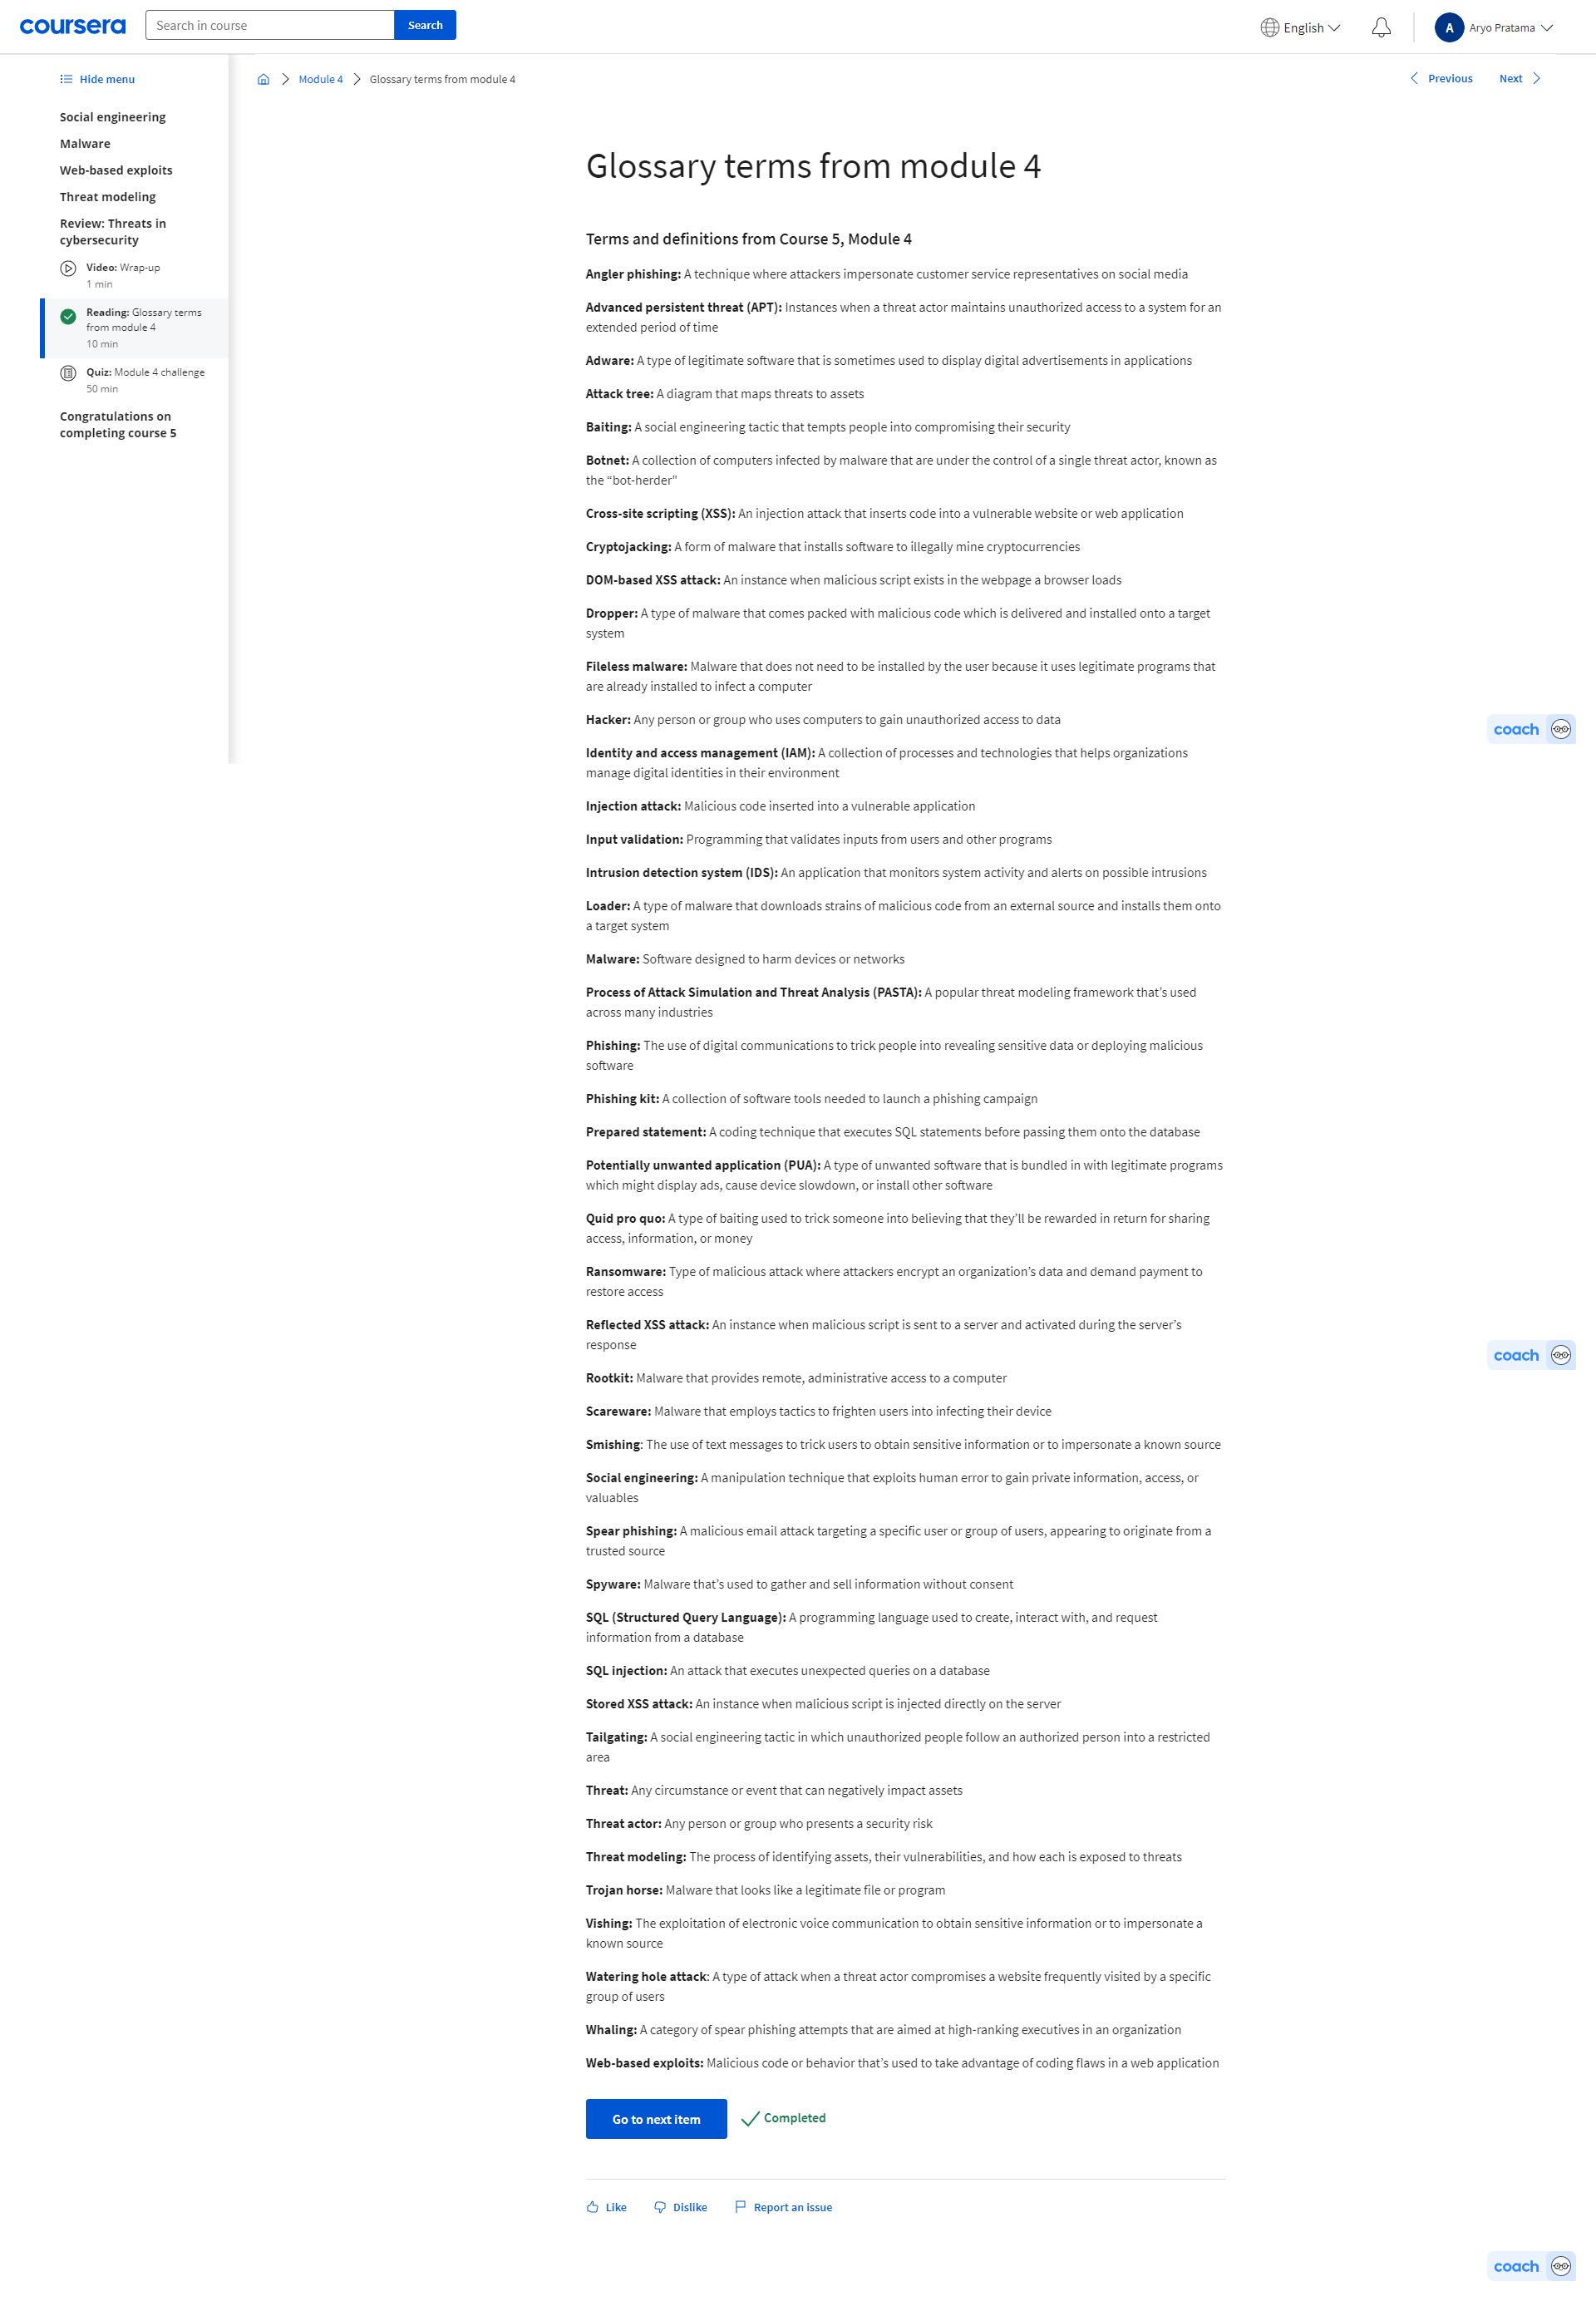 coursera
Search in course
Search
English
A
Aryo Pratama
Hide menu
Social engineering
Malware
Web-based exploits
Threat modeling
Review: Threats in
cybersecurity
Video: Wrap-up
1 min
Reading: Glossary terms
from module 4
10 min
Quiz: Module 4 challenge
50 min
Congratulations on
completing course 5
Module 4
Glossary terms from module 4
Previous
Next
Glossary terms from module 4
Terms and definitions from Course 5, Module 4
Angler phishing: A technique where attackers impersonate customer service representatives on social media
Advanced persistent threat (APT): Instances when a threat actor maintains unauthorized access to a system for an
extended period of time
Adware: A type of legitimate software that is sometimes used to display digital advertisements in applications
Attack tree: A diagram that maps threats to assets
Baiting: A social engineering tactic that tempts people into compromising their security
Botnet: A collection of computers infected by malware that are under the control of a single threat actor, known as
the “bot-herder"
Cross-site scripting (XSS): An injection attack that inserts code into a vulnerable website or web application
Cryptojacking: A form of malware that installs software to illegally mine cryptocurrencies
DOM-based XSS attack: An instance when malicious script exists in the webpage a browser loads
Dropper: A type of malware that comes packed with malicious code which is delivered and installed onto a target
system
Fileless malware: Malware that does not need to be installed by the user because it uses legitimate programs that
are already installed to infect a computer
Hacker: Any person or group who uses computers to gain unauthorized access to data
Identity and access management (IAM): A collection of processes and technologies that helps organizations
manage digital identities in their environment
Injection attack: Malicious code inserted into a vulnerable application
Input validation: Programming that validates inputs from users and other programs
Intrusion detection system (IDS): An application that monitors system activity and alerts on possible intrusions
Loader: A type of malware that downloads strains of malicious code from an external source and installs them onto
a target system
Malware: Software designed to harm devices or networks
Process of Attack Simulation and Threat Analysis (PASTA): A popular threat modeling framework that’s used
across many industries
Phishing: The use of digital communications to trick people into revealing sensitive data or deploying malicious
software
Phishing kit: A collection of software tools needed to launch a phishing campaign
Prepared statement: A coding technique that executes SQL statements before passing them onto the database
Potentially unwanted application (PUA): A type of unwanted software that is bundled in with legitimate programs
which might display ads, cause device slowdown, or install other software
Quid pro quo: A type of baiting used to trick someone into believing that they’ll be rewarded in return for sharing
access, information, or money
Ransomware: Type of malicious attack where attackers encrypt an organization’s data and demand payment to
restore access
Reflected XSS attack: An instance when malicious script is sent to a server and activated during the server’s
response
Rootkit: Malware that provides remote, administrative access to a computer
Scareware: Malware that employs tactics to frighten users into infecting their device
Smishing: The use of text messages to trick users to obtain sensitive information or to impersonate a known source
Social engineering: A manipulation technique that exploits human error to gain private information, access, or
valuables
Spear phishing: A malicious email attack targeting a specific user or group of users, appearing to originate from a
trusted source
Spyware: Malware that’s used to gather and sell information without consent
SQL (Structured Query Language): A programming language used to create, interact with, and request
information from a database
SQL injection: An attack that executes unexpected queries on a database
Stored XSS attack: An instance when malicious script is injected directly on the server
Tailgating: A social engineering tactic in which unauthorized people follow an authorized person into a restricted
area
Threat: Any circumstance or event that can negatively impact assets
Threat actor: Any person or group who presents a security risk
Threat modeling: The process of identifying assets, their vulnerabilities, and how each is exposed to threats
Trojan horse: Malware that looks like a legitimate file or program
Vishing: The exploitation of electronic voice communication to obtain sensitive information or to impersonate a
known source
Watering hole attack: A type of attack when a threat actor compromises a website frequently visited by a specific
group of users
Whaling: A category of spear phishing attempts that are aimed at high-ranking executives in an organization
Web-based exploits: Malicious code or behavior that’s used to take advantage of coding flaws in a web application
Go to next item
Completed
Like
Dislike
Report an issue
coach
coach
coach